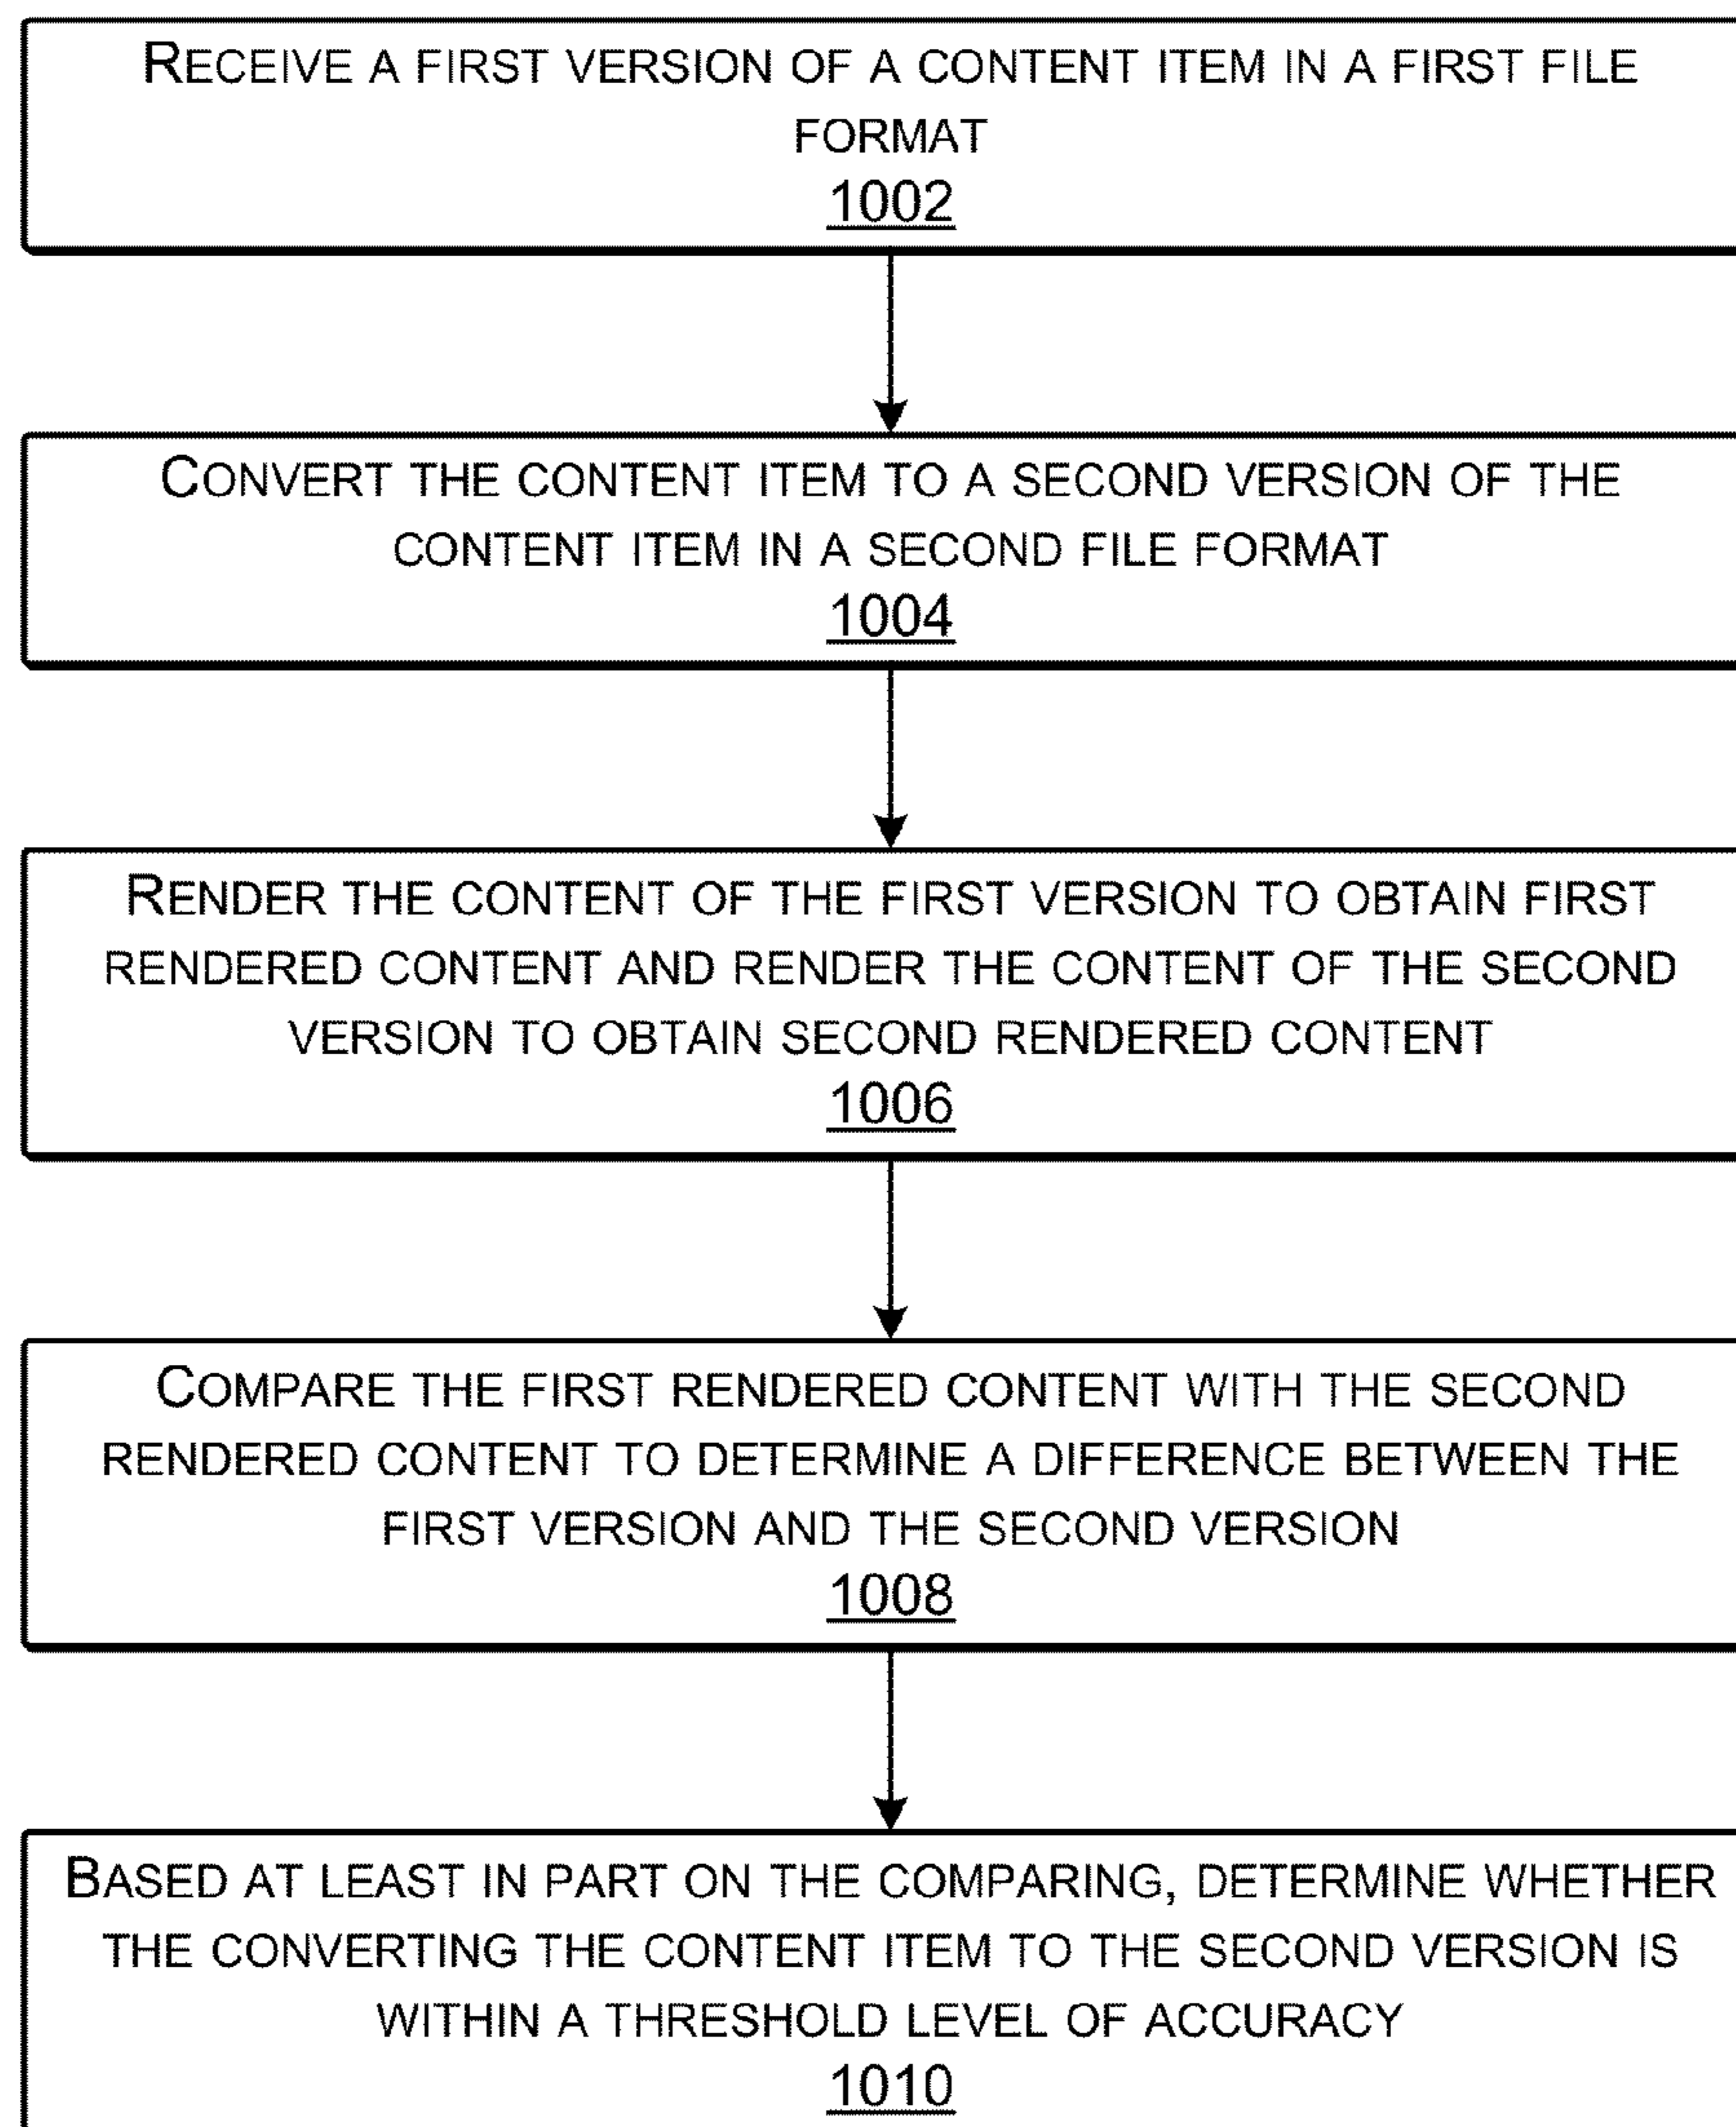 RECEIVE A FIRST VERSION OF A CONTENT ITEM IN A FIRST FILE
FORMAT
1002
CONVERT THE CONTENT ITEM TO A SECOND VERSION OF THE
CONTENT ITEM IN A SECOND FILE FORMAT
1004
RENDER THE CONTENT OF THE FIRST VERSION TO OBTAIN FIRST
RENDERED CONTENT AND RENDER THE CONTENT OF THE SECOND
VERSION TO OBTAIN SECOND RENDERED CONTENT
1006
COMPARE THE FIRST RENDERED CONTENT WITH THE SECOND
RENDERED CONTENT TO DETERMINE A DIFFERENCE BETWEEN THE
FIRST VERSION AND THE SECOND VERSION
1008
BASED AT LEAST IN PART ON THE COMPARING, DETERMINE WHETHER
THE CONVERTING THE CONTENT ITEM TO THE SECOND VERSION IS
WITHIN A THRESHOLD LEVEL OF ACCURACY
1010